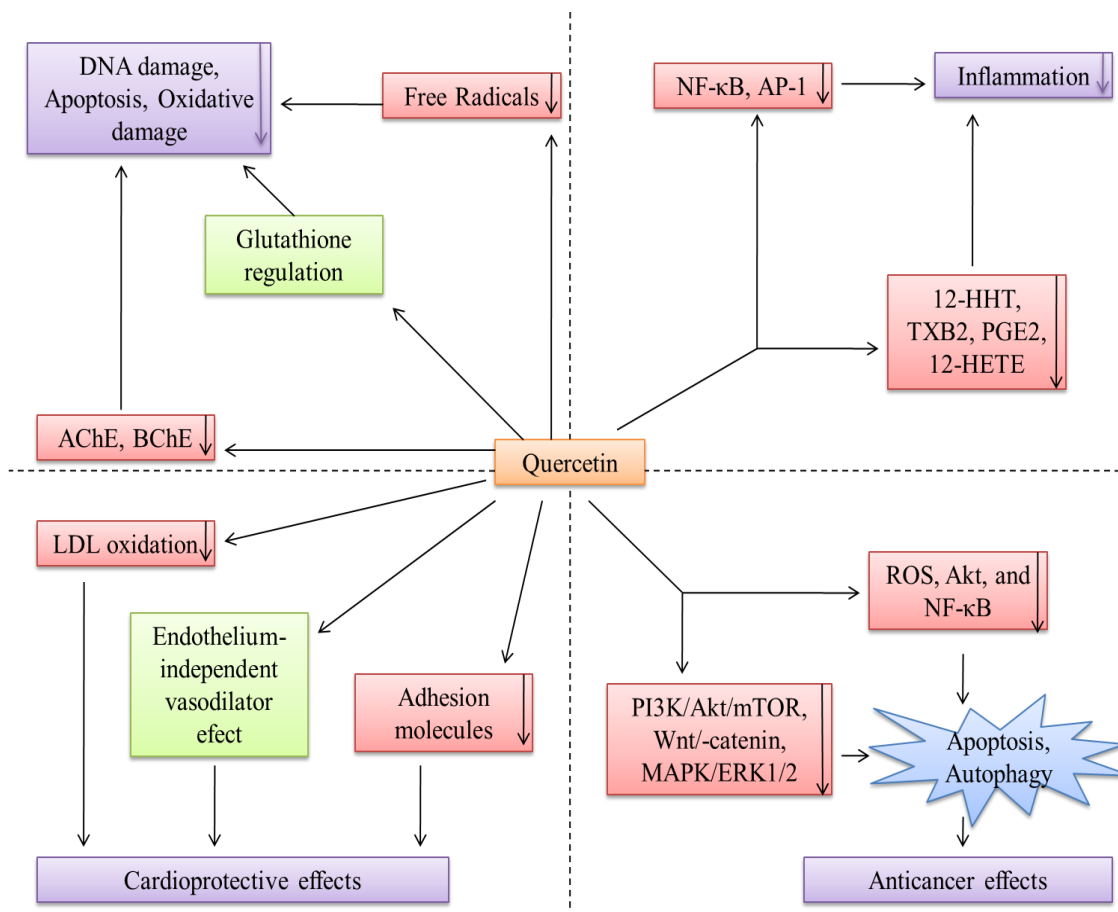 DNA damage,
Apoptosis, Oxidative
damage
Free Radicals
Glutathione
regulation
AChE, BChE
NF-κB, AP-1
Inflammation
12-HHT,
TXB2, PGE2,
12-HETE
Quercetin
LDL oxidation
Endothelium-
independent
vasodilator
effect
Adhesion
molecules
Cardioprotective effects
ROS, Akt, and
NF-κB
PI3K/Akt/mTOR,
Wnt/-catenin,
MAPK/ERK1/2
Apoptosis,
Autophagy
Anticancer effects